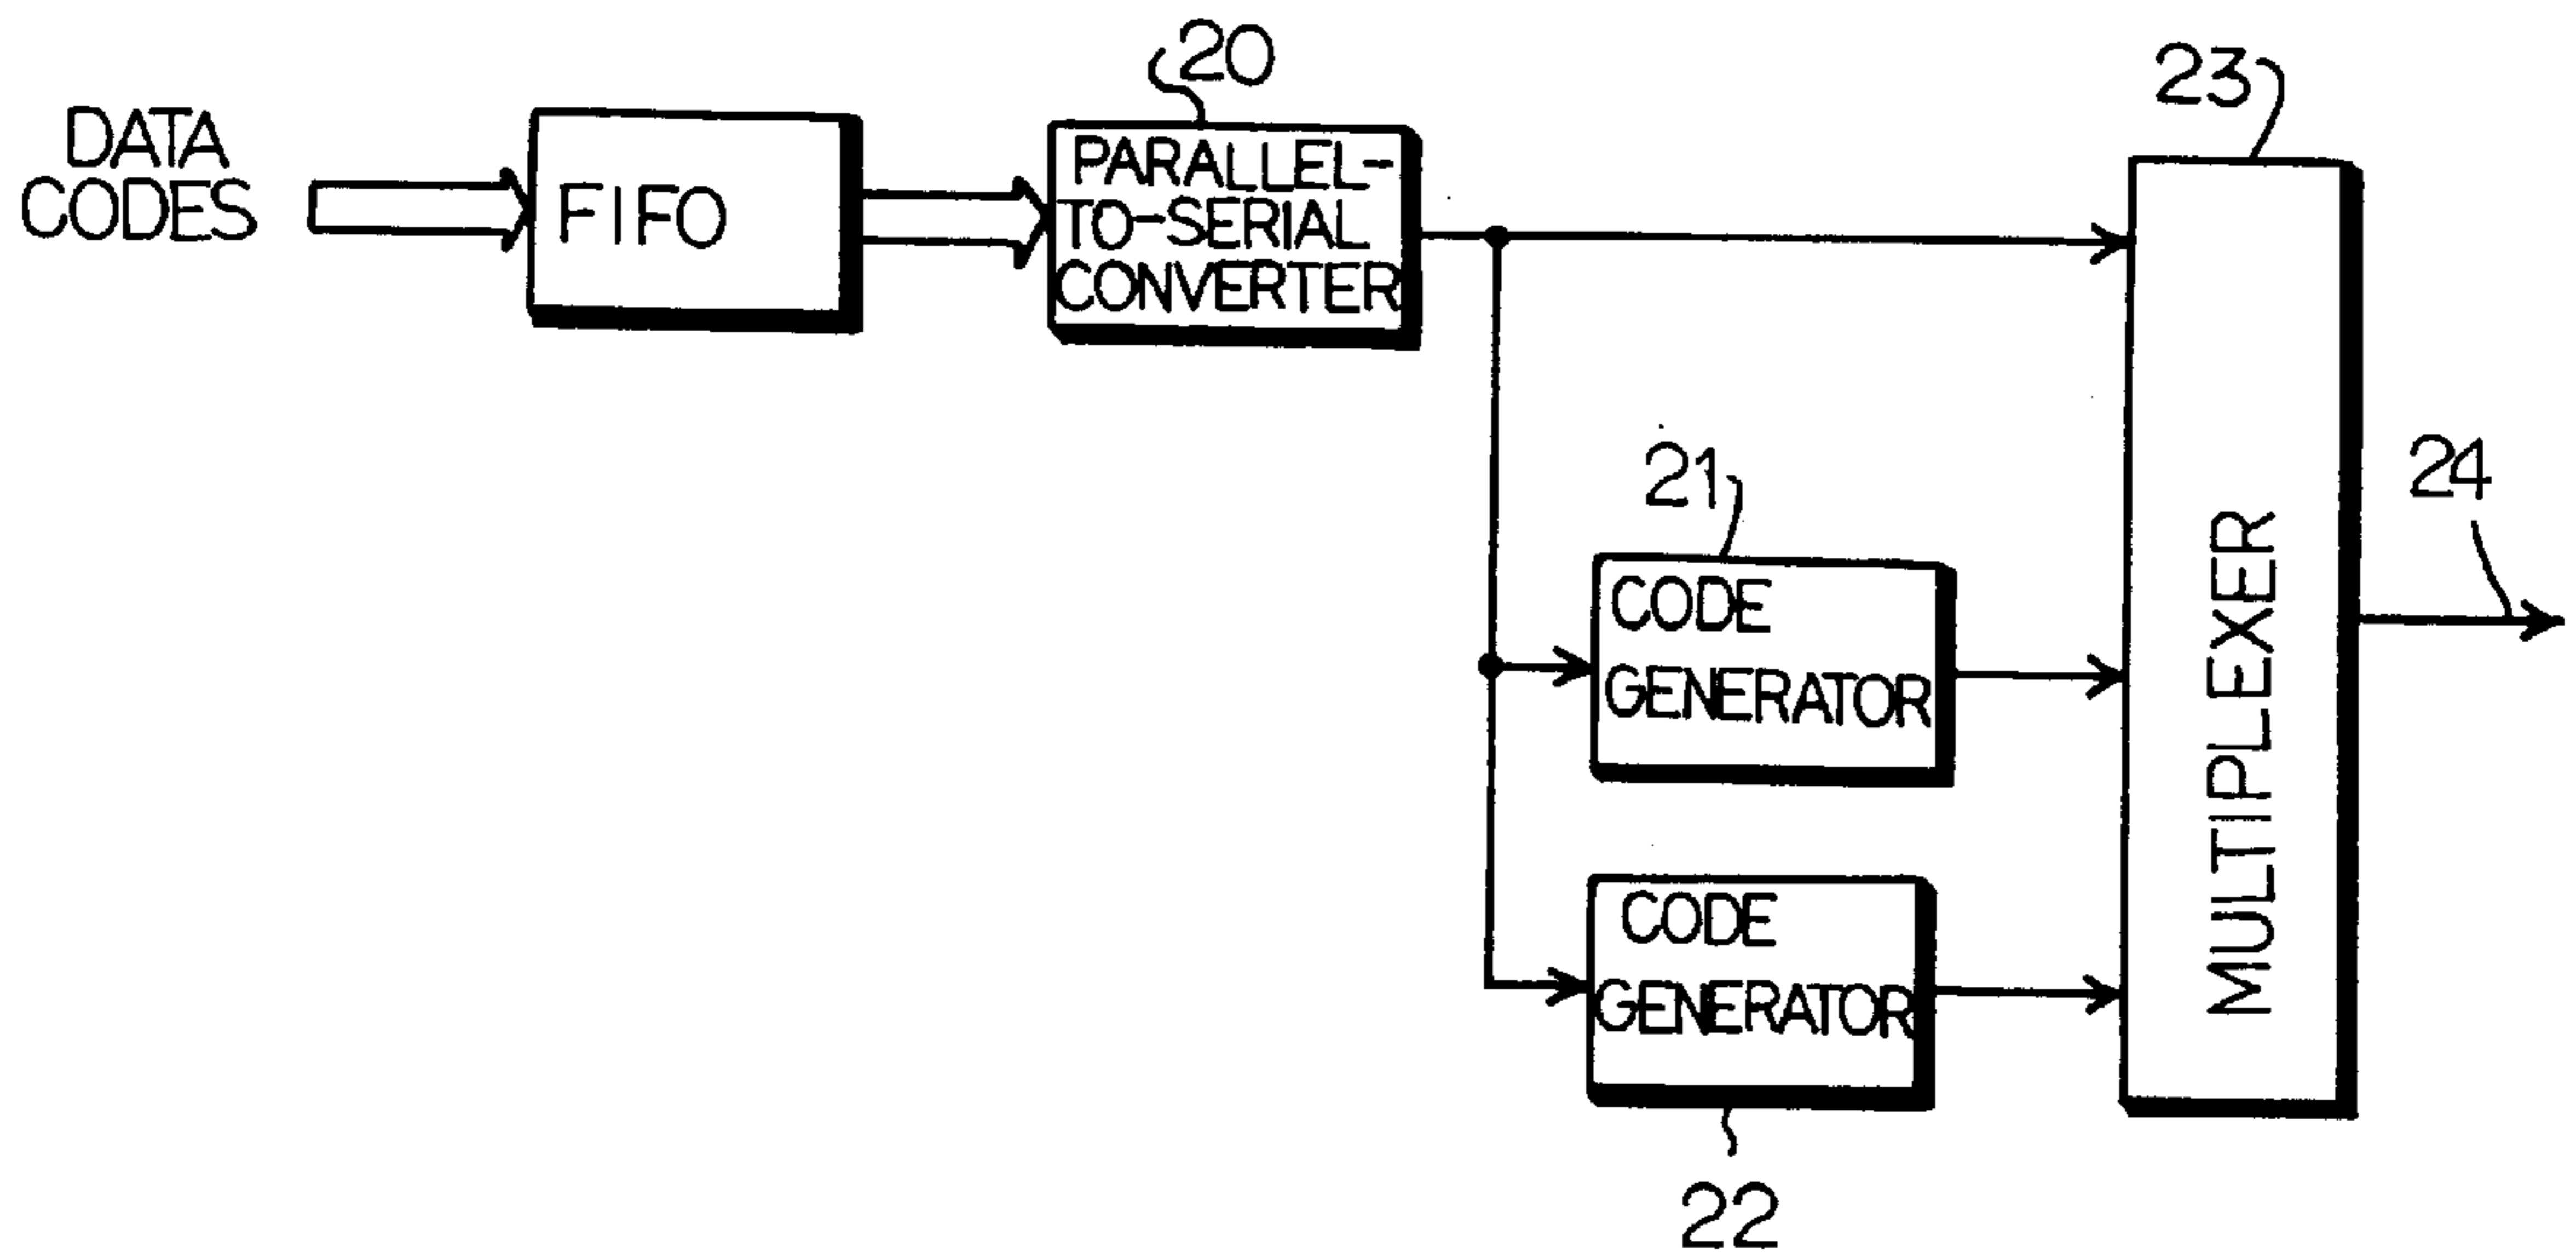 DATA
CODES
FIFO
20
PARALLEL-
TO-SERIAL
CONVERTER
23
21
CODE
GENERATOR
CODE
GENERATOR
22
MULTIPLEXER
24